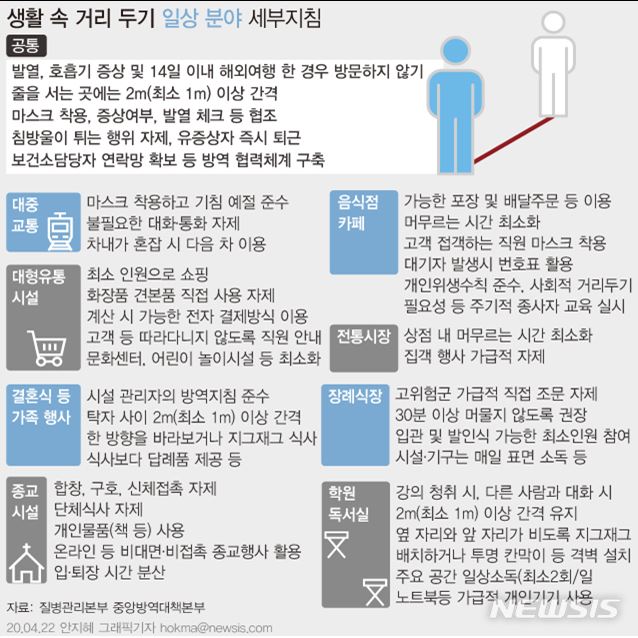 생활 속 거리 두기 일상 분야 세부지침
공통
발열, 호흡기 증상 및 14일 이내 해외여행 한 경우 방문하지 않기
줄을 서는 곳에는 2m(최소 1m) 이상 간격
마스크 착용, 증상여부, 발열 체크 등 협조
침방울이 튀는 행위 자제, 유증상자 즉시 퇴근
보건소담당자 연락망 확보 등 방역 협력체계 구축
대중
교통
마스크 착용하고 기침 예절 준수
불필요한 대화·통화 자제
차내가 혼잡 시 다음 차 이용
대형유통
시설
최소 인원으로 쇼핑
화장품 견본품 직접 사용 자제
계산 시 가능한 전자 결제방식 이용
고객 등 따라다니지 않도록 직원 안내
문화센터, 어린이 놀이시설 등 최소화
결혼식 등
가족 행사
시설 관리자의 방역지침 준수
탁자 사이 2m(최소 1m) 이상 간격
한 방향을 바라보거나 지그재그 식사
식사보다 답례품 제공 등
종교
시설
합창, 구호, 신체접촉 자제
단체식사 자제
개인물품(책 등) 사용
온라인 등 비대면·비접촉 종교행사 활용
입·퇴장 시간 분산
음식점
카페
가능한 포장 및 배달주문 등 이용
머무르는 시간 최소화
고객 접객하는 직원 마스크 착용
대기자 발생시 번호표 활용
개인위생수칙 준수, 사회적 거리두기
필요성 등 주기적 종사자 교육 실시
전통시장
상점 내 머무르는 시간 최소화
집객 행사 가급적 자제
장례식장
고위험군 가급적 직접 조문 자제
30분 이상 머물지 않도록 권장
입관 및 발인식 가능한 최소인원 참여
시설·기구는 매일 표면 소독 등
학원
독서실
강의 청취 시, 다른 사람과 대화 시
2m(최소 1m) 이상 간격 유지
옆 자리와 앞 자리가 비도록 지그재그
배치하거나 투명 칸막이 등 격벽 설치
주요 공간 일상소독(최소2회/일
노트북등 가급적 개인기기 사용
자료: 질병관리본부 중앙방역대책본부
20.04.22 안지혜 그래픽기자 hokma@newsis.com
NEWSIS